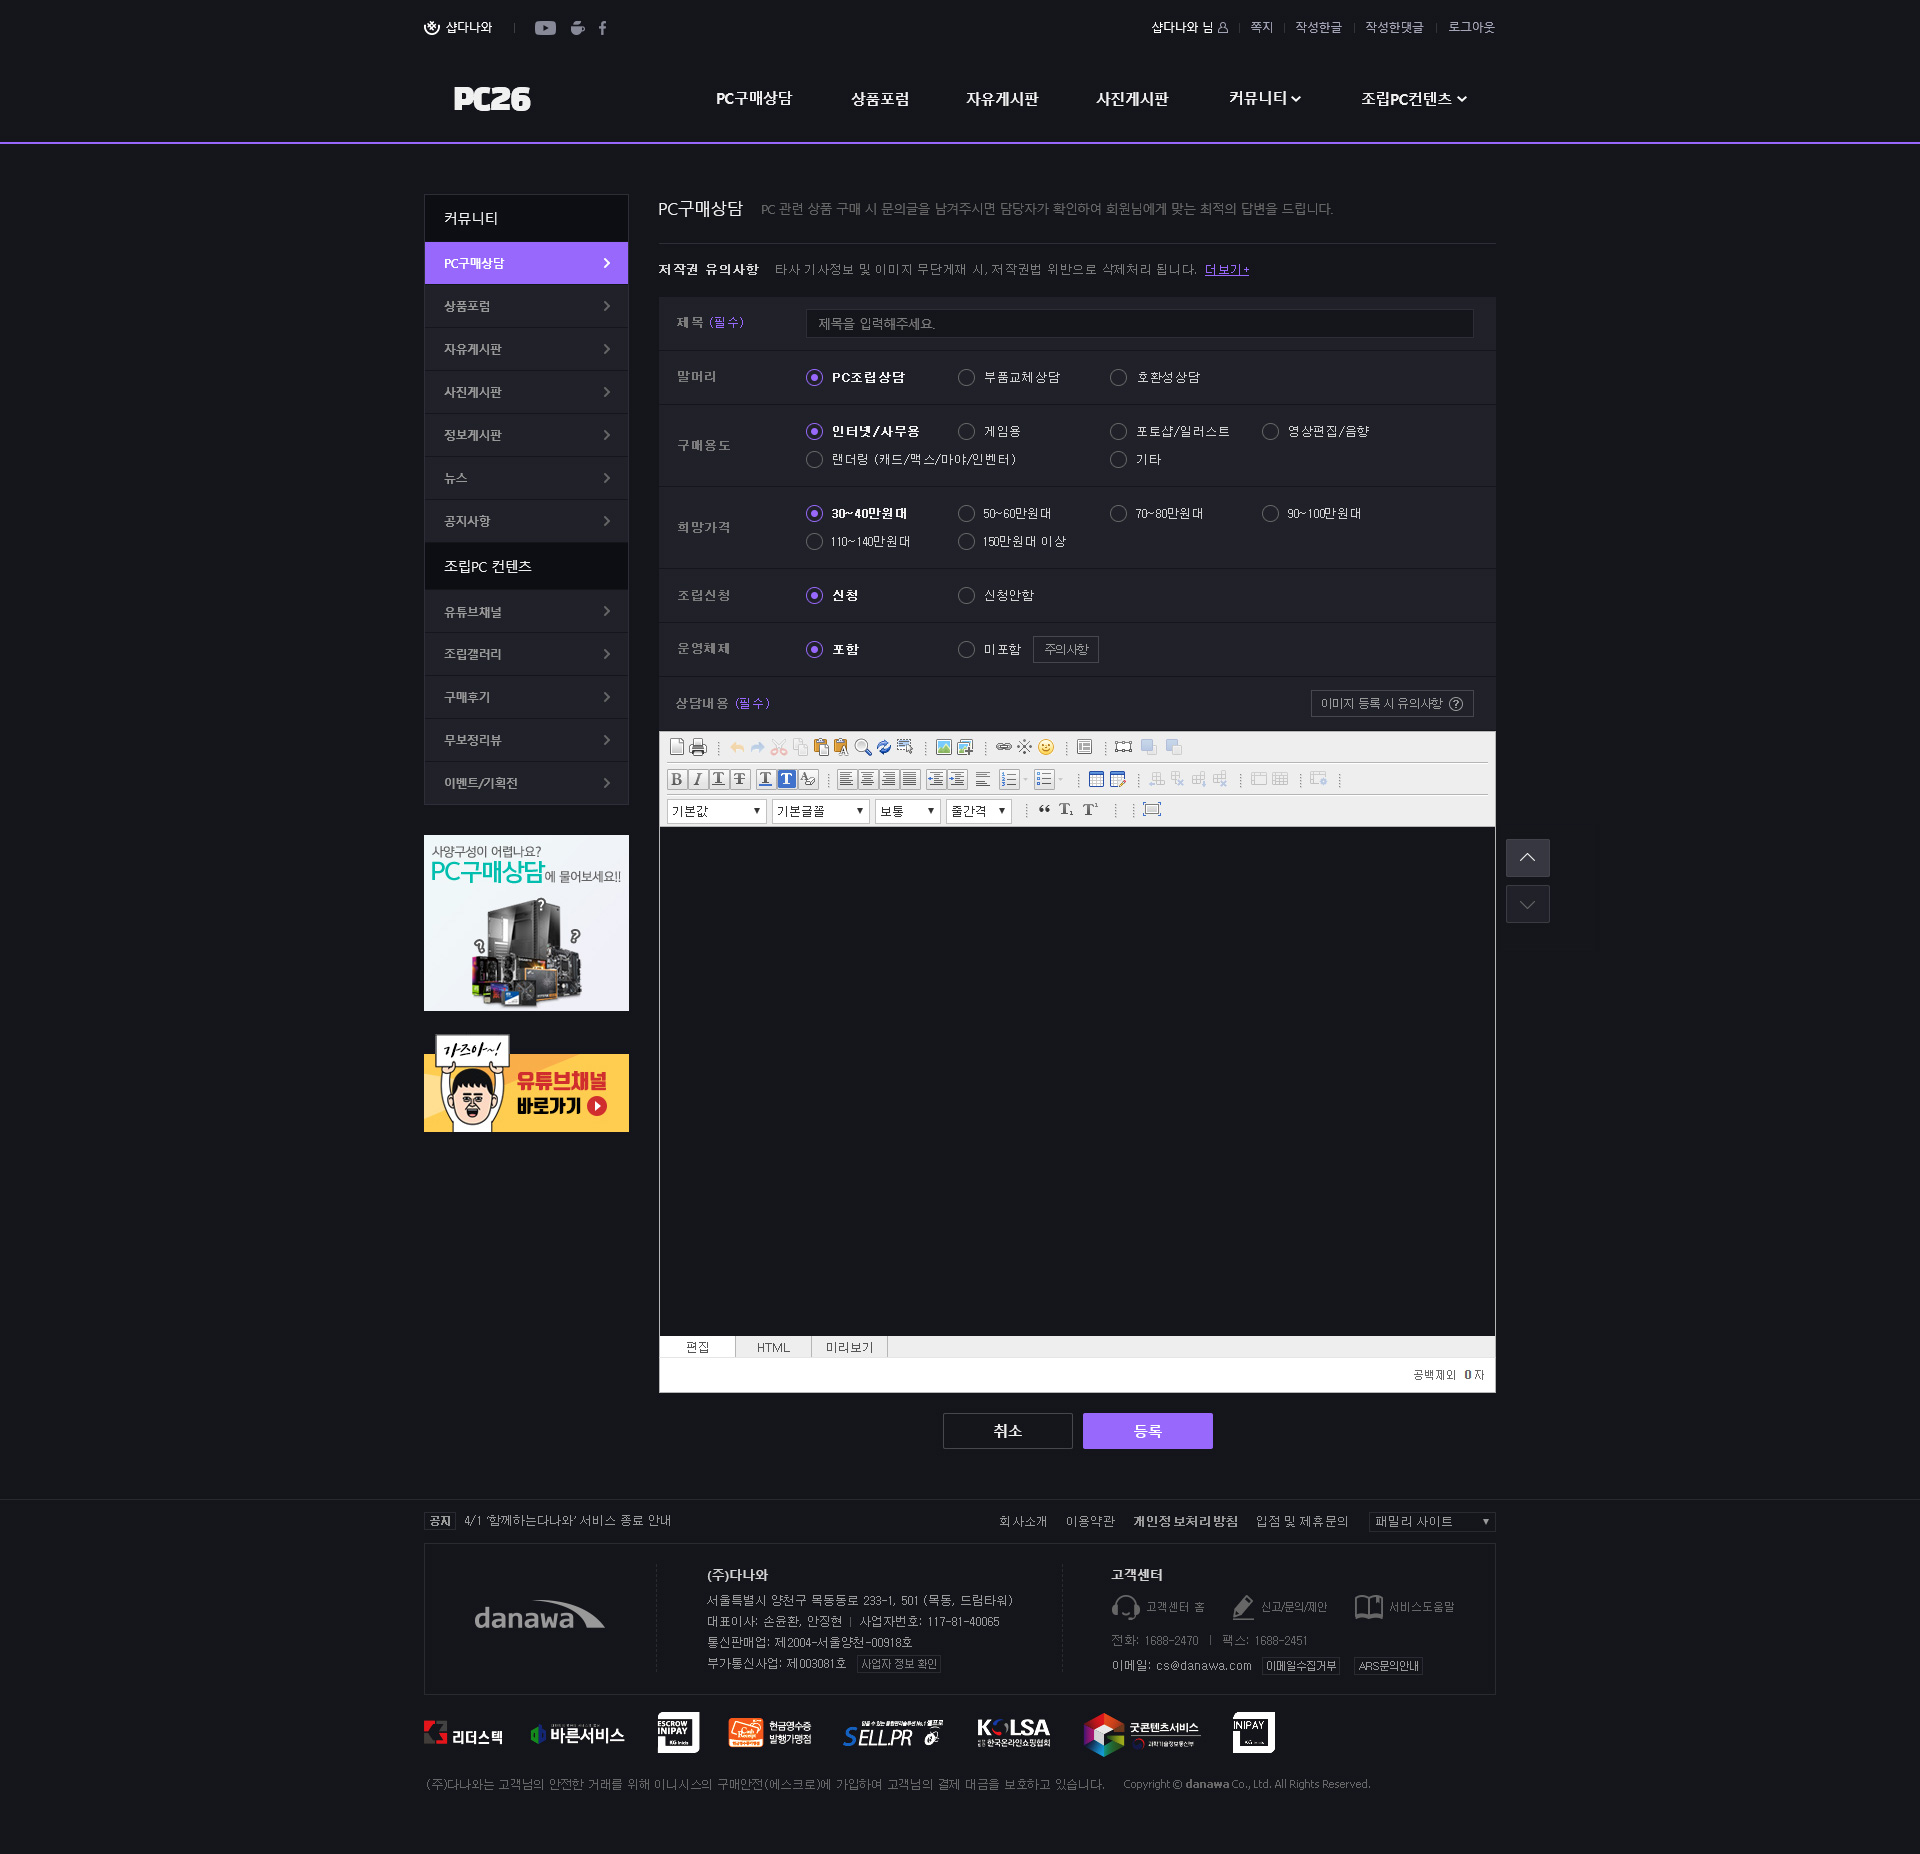 샵다나와
샵다나와 님 쪽지 작성한글 작성한댓글 로그아웃
PC26
PC구매상담 상품포럼 자유게시판 사진게시판 커뮤니티 조립PC컨텐츠
커뮤니티
PC구매상담
상품포럼
자유게시판
사진게시판
정보게시판
뉴스
공지사항
조립PC 컨텐츠
유튜브채널
조립갤러리
구매후기
무보정리뷰
이벤트/기획전
사양구성이 어렵나요?
PC구매상담에 물어보세요!!
가즈아~!
유튜브채널
바로가기
PC구매상담 PC 관련 상품 구매 시 문의글을 남겨주시면 담당자가 확인하여 회원님에게 맞는 최적의 답변을 드립니다.
저작권 유의사항 타사 기사정보 및 이미지 무단게재 시, 저작권법 위반으로 삭제처리 됩니다. 더보기+
제목 (필수) 제목을 입력해주세요.
말머리 PC조립상담 부품교체상담 호환성상담
구매용도 인터넷/사무용 게임용 포토샵/일러스트 영상편집/음향
랜더링 (캐드/맥스/마야/인벤터) 기타
희망가격 30~40만원대 50~60만원대 70~80만원대 90~100만원대
110~140만원대 150만원대 이상
조립신청 신청 신청안함
운영체제 포함 미포함 주의사항
상담내용 (필수) 이미지 등록 시 유의사항 ?
B I T T T T
기본값 기본글꼴 보통 줄간격 “ T₁ T¹
편집 HTML 미리보기
공백제외 0 자
취소 등록
공지 4/1 '함께하는다나와' 서비스 종료 안내
회사소개 이용약관 개인정보처리방침 입점 및 제휴문의 패밀리 사이트
danawa
(주)다나와
서울특별시 양천구 목동동로 233-1, 501 (목동, 드림타워)
대표이사: 손윤환, 안징현 | 사업자번호: 117-81-40065
통신판매업: 제2004-서울양천-00918호
부가통신사업: 제003081호 사업자 정보 확인
고객센터
고객센터 홈 신고/문의/제안 서비스도움말
전화: 1688-2470 | 팩스: 1688-2451
이메일: cs@danawa.com 이메일수집거부 ARS문의안내
리더스텍
바른서비스
ESCROW
INIPAY
KG Inicis
현금영수증
발행가맹점
SELL.PR
KOLSA
한국온라인쇼핑협회
굿콘텐츠서비스
과학기술정보통신부
INIPAY
KG Inicis
(주)다나와는 고객님의 안전한 거래를 위해 이니시스의 구매안전(에스크로)에 가입하여 고객님의 결제 대금을 보호하고 있습니다. Copyright © danawa Co., Ltd. All Rights Reserved.